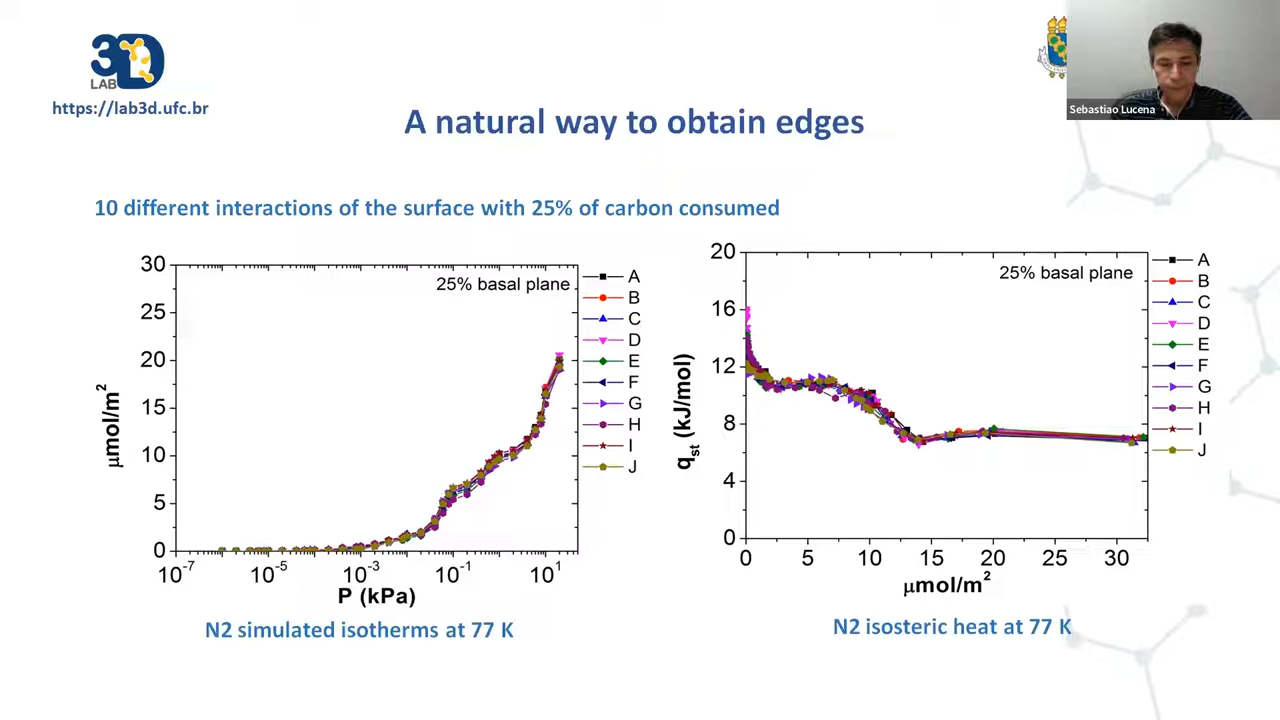 3D
LAB
https://lab3d.ufc.br
Sebastiao Lucena
A natural way to obtain edges
10 different interactions of the surface with 25% of carbon consumed
30
25
20
15
10
5
0
μmol/m²
25% basal plane
A
B
C
D
E
F
G
H
I
J
10⁻⁷
10⁻⁵
10⁻³
10⁻¹
10¹
P (kPa)
N2 simulated isotherms at 77 K
20
16
12
8
4
0
qst (kJ/mol)
25% basal plane
A
B
C
D
E
F
G
H
I
J
0
5
10
15
20
25
30
μmol/m²
N2 isosteric heat at 77 K